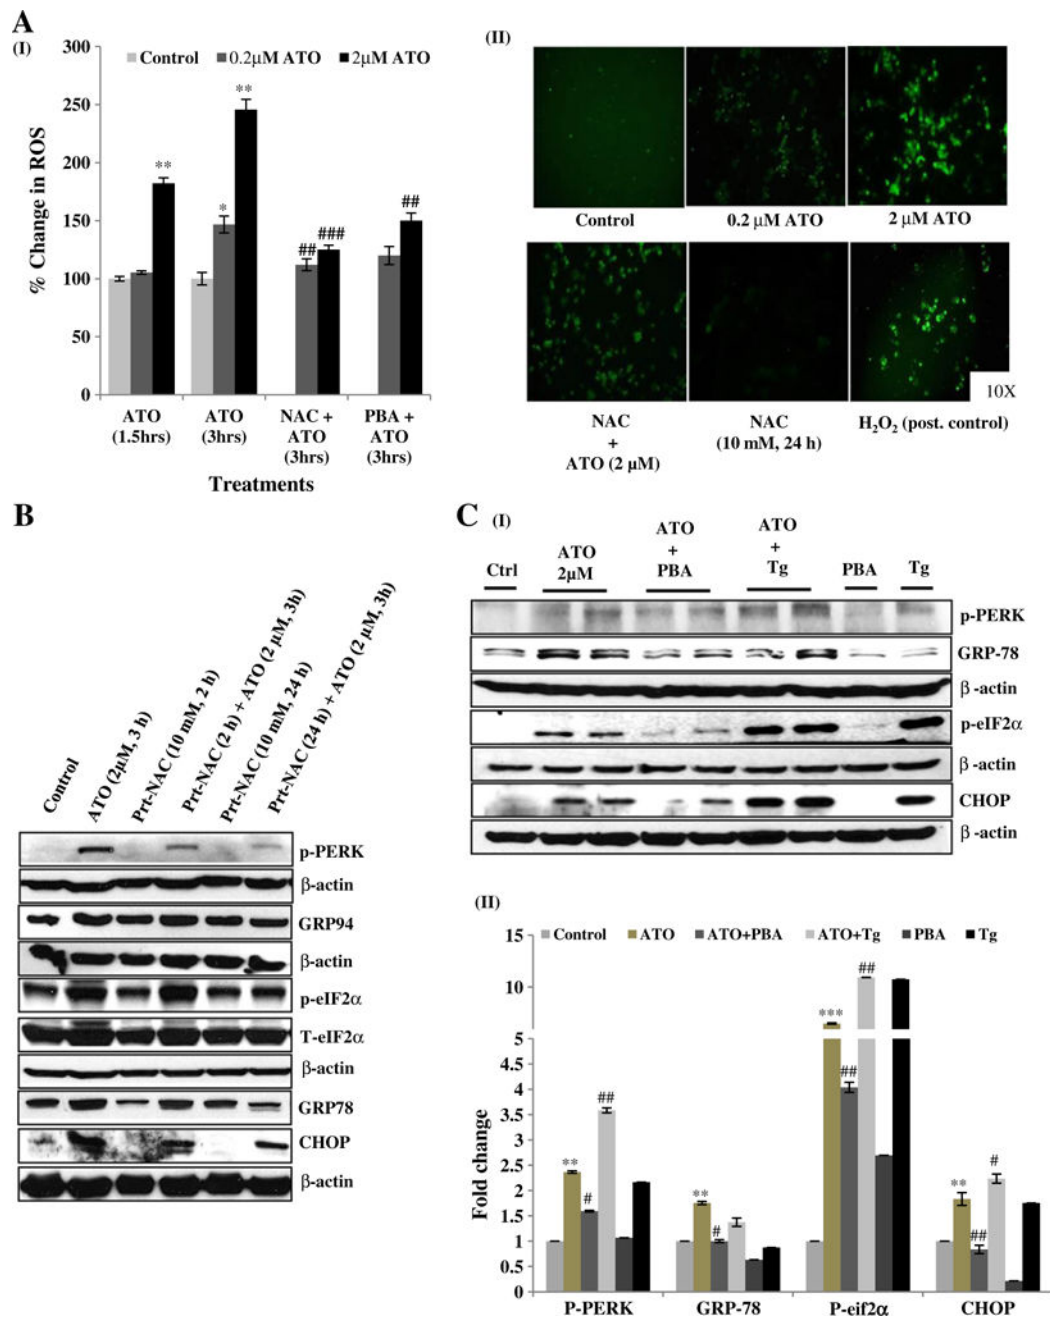 A
(I)
300
250
200
150
100
50
0
% Change in ROS
Control 0.2μM ATO 2μM ATO
**
*
**
##
###
##
ATO
(1.5hrs)
ATO
(3hrs)
NAC +
ATO
(3hrs)
PBA +
ATO
(3hrs)
Treatments
(II)
Control
0.2 μM ATO
2 μM ATO
10X
NAC
+
ATO (2 μM)
NAC
(10 mM, 24 h)
H₂O₂ (post. control)
B
Control
ATO (2μM, 3 h)
Prt-NAC (10 mM, 2 h)
Prt-NAC (2 h) + ATO (2 μM, 3h)
Prt-NAC (10 mM, 24 h)
Prt-NAC (24 h) + ATO (2 μM, 3h)
p-PERK
β-actin
GRP94
β-actin
p-eIF2α
T-eIF2α
β-actin
GRP78
CHOP
β-actin
C
(I)
Ctrl
ATO
2μM
ATO
+
PBA
ATO
+
Tg
PBA
Tg
p-PERK
GRP-78
β -actin
p-eIF2α
β -actin
CHOP
β -actin
(II)
Control ATO ATO+PBA ATO+Tg PBA Tg
15
10
5
4.5
4
3.5
3
2.5
2
1.5
1
0.5
0
Fold change
**
#
##
**
#
***
##
##
**
##
#
P-PERK
GRP-78
P-eif2α
CHOP